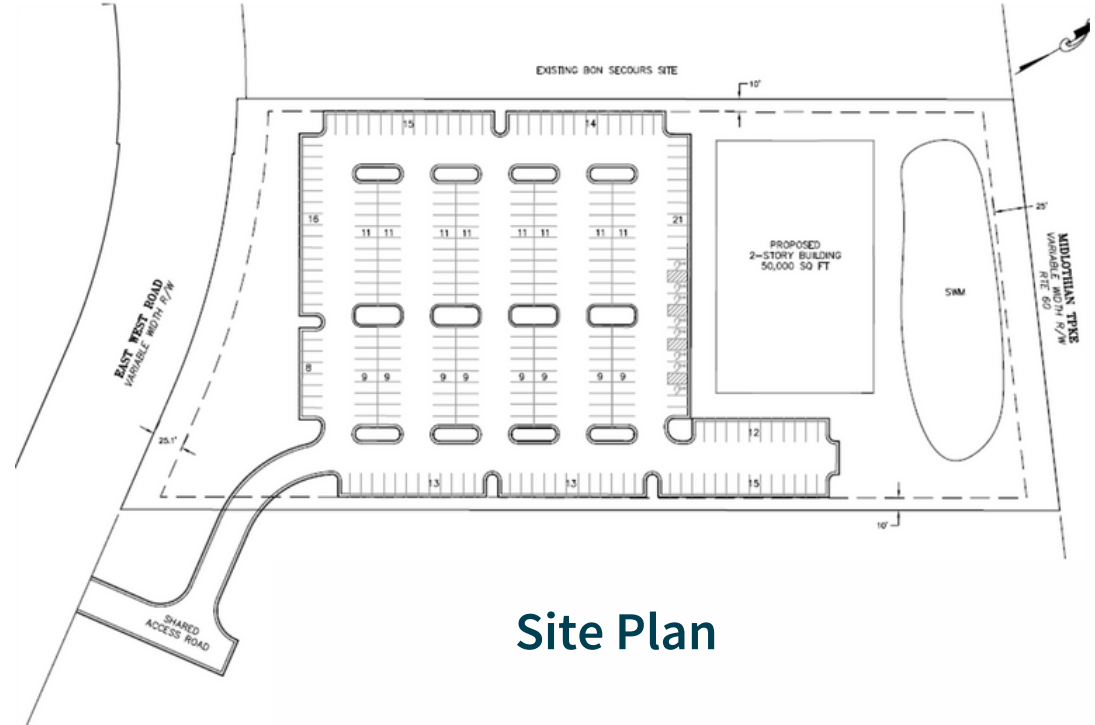 EXISTING BON SECOURS SITE
10'
15
14
16
21
11 11
11 11
11 11
11 11
25'
PROPOSED
2-STORY BUILDING
50,000 SQ FT
MIDLOTHIAN TPKE
VARIABLE WIDTH R/W
RTE 60
SWM
EAST WEST ROAD
VARIABLE WIDTH R/W
8
9 9
9 9
9 9
9 9
25.1'
12
13
13
15
10'
SHARED
ACCESS ROAD
Site Plan